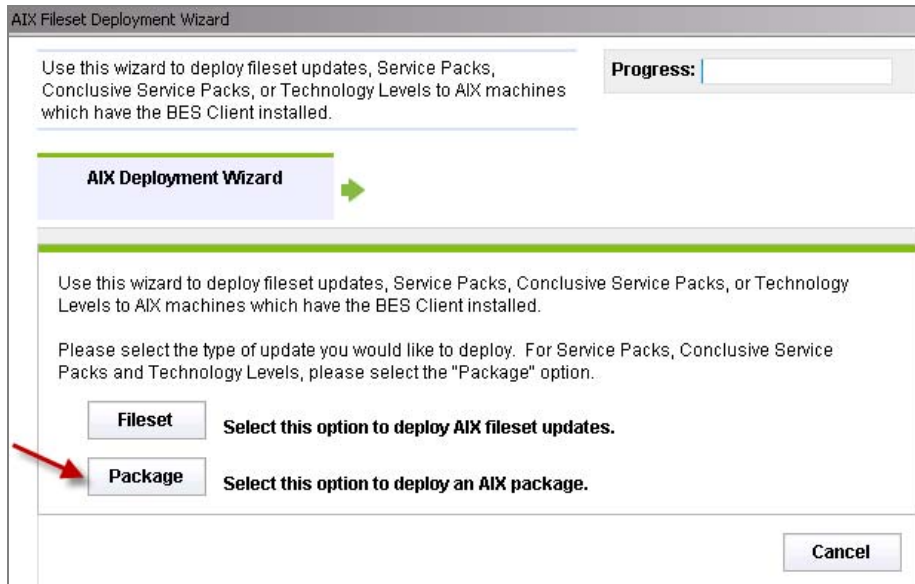 AIX Fileset Deployment Wizard
Use this wizard to deploy fileset updates, Service Packs,
Conclusive Service Packs, or Technology Levels to AIX machines
which have the BES Client installed.
Progress:
AIX Deployment Wizard
Use this wizard to deploy fileset updates, Service Packs, Conclusive Service Packs, or Technology
Levels to AIX machines which have the BES Client installed.
Please select the type of update you would like to deploy. For Service Packs, Conclusive Service
Packs and Technology Levels, please select the "Package" option.
Fileset Select this option to deploy AIX fileset updates.
Package Select this option to deploy an AIX package.
Cancel